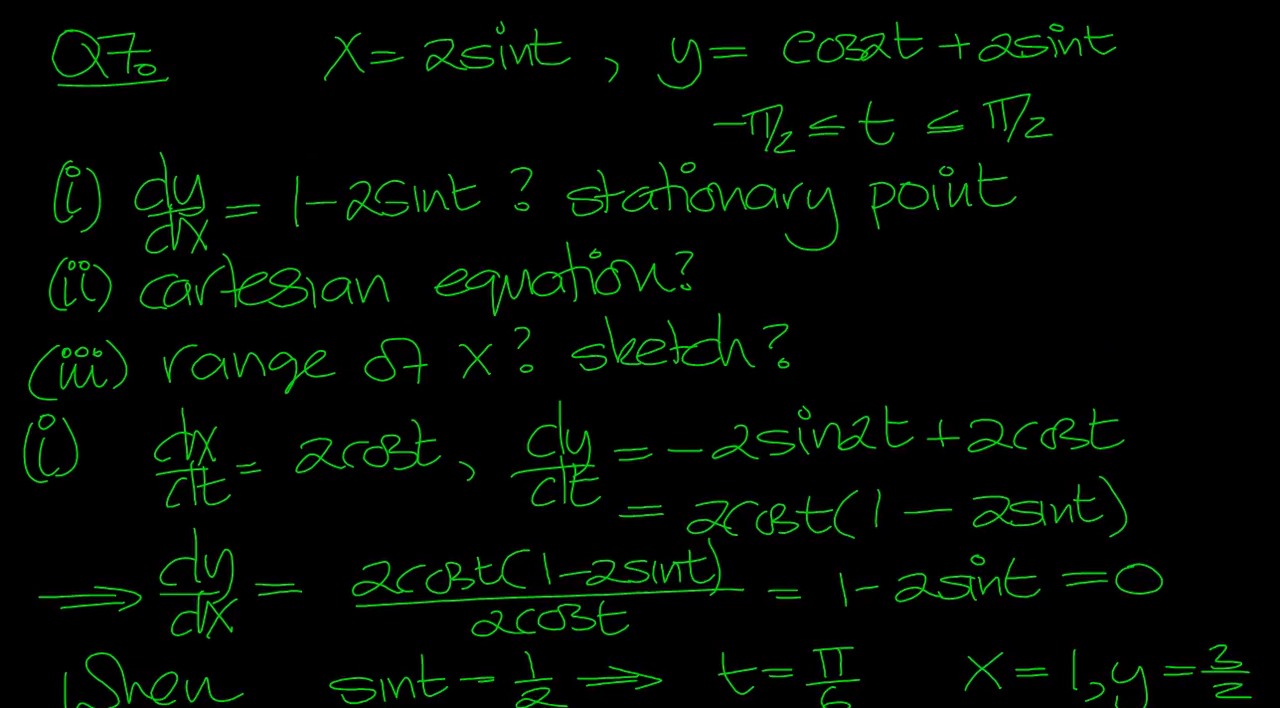 Q7. x = 2sint, y = cos2t + 2sint
-π/2 ≤ t ≤ π/2
(i) dy/dx = 1 - 2sint ? stationary point
(ii) cartesian equation?
(iii) range of x? sketch?
(i) dx/dt = 2cost, dy/dt = -2sin2t + 2cost
= 2cost(1 - 2sint)
⟹ dy/dx = 2cost(1-2sint)/2cost = 1 - 2sint = 0
When sint = 1/2 ⟹ t = π/6 x = 1, y = 3/2